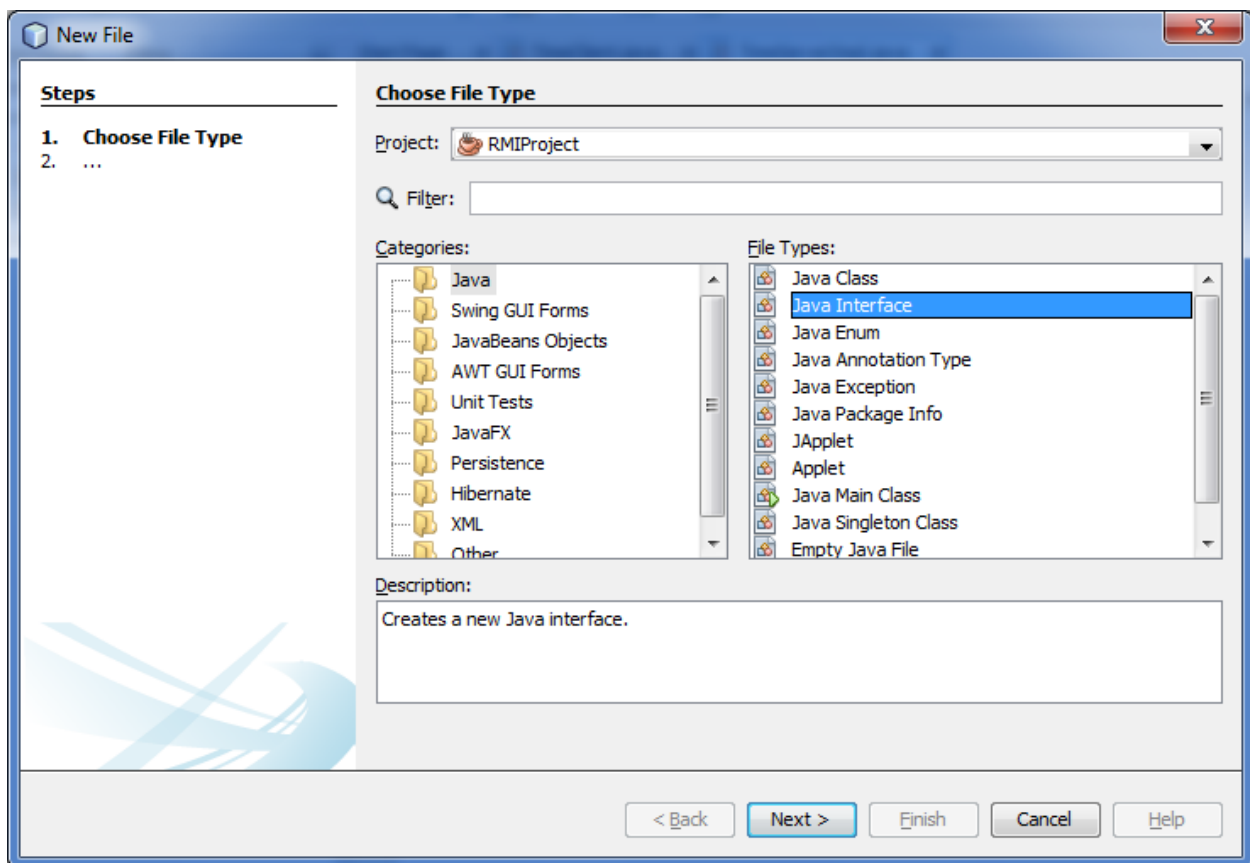 New File
X
Steps
1. Choose File Type
2. ...
Choose File Type
Project: RMIProject
Filter:
Categories:
Java
Swing GUI Forms
JavaBeans Objects
AWT GUI Forms
Unit Tests
JavaFX
Persistence
Hibernate
XML
Other
File Types:
Java Class
Java Interface
Java Enum
Java Annotation Type
Java Exception
Java Package Info
JApplet
Applet
Java Main Class
Java Singleton Class
Empty Java File
Description:
Creates a new Java interface.
< Back
Next >
Finish
Cancel
Help